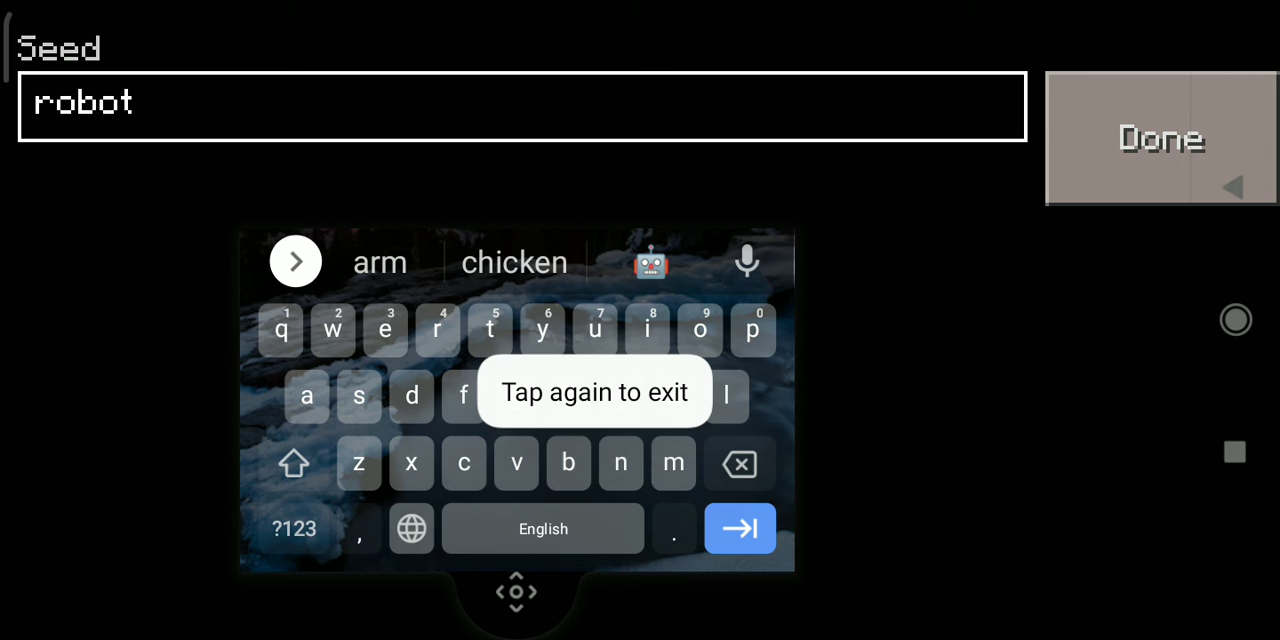 Seed
robot
Done
arm chicken
1 2 3 4 5 6 7 8 9 0
q w e r t y u i o p
a s d f l
Tap again to exit
z x c v b n m
?123 , English .